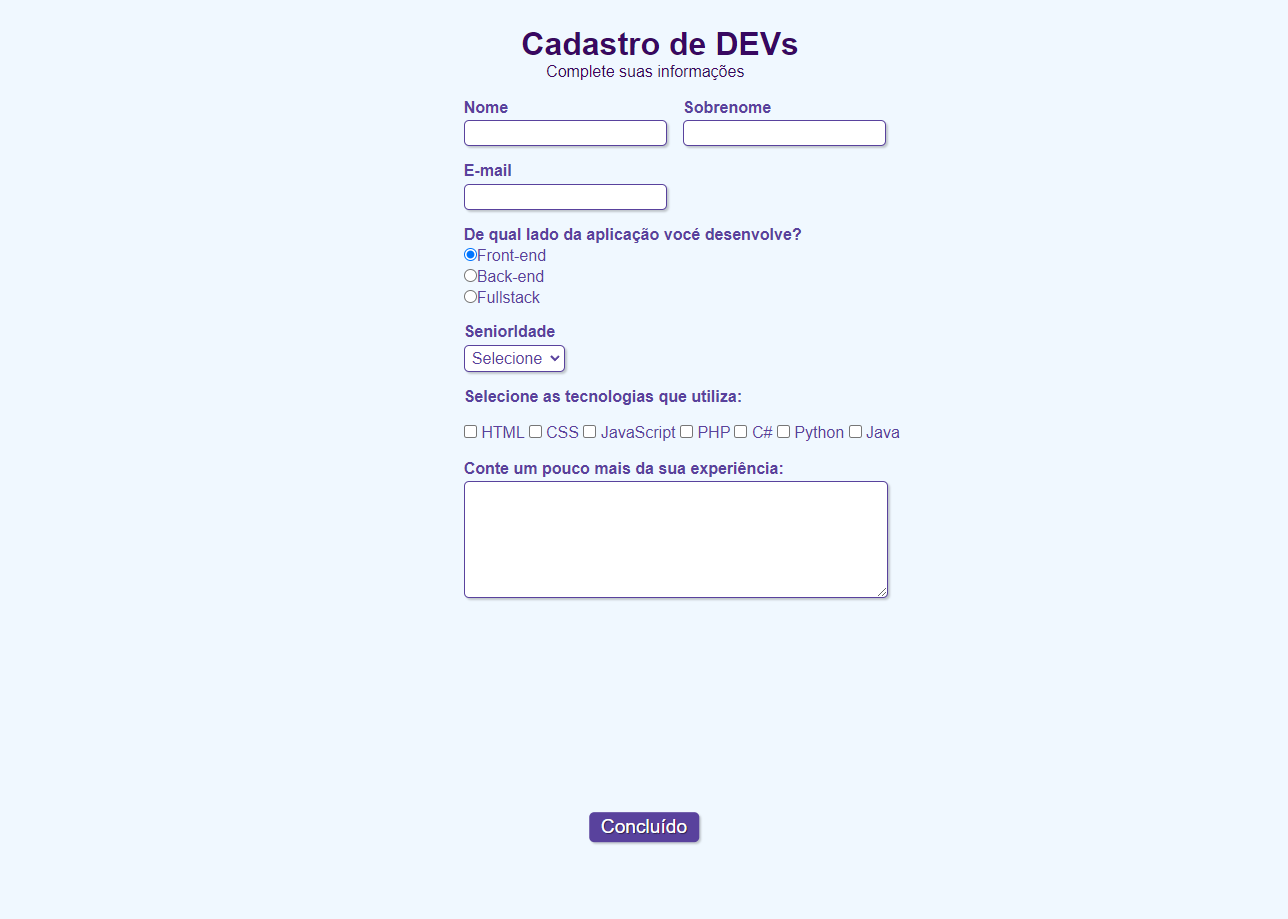 Cadastro de DEVs
Complete suas informações
Nome Sobrenome
E-mail
De qual lado da aplicação vocé desenvolve?
Front-end
Back-end
Fullstack
SeniorIdade
Selecione
Selecione as tecnologias que utiliza:
HTML CSS JavaScript PHP C# Python Java
Conte um pouco mais da sua experiência:
Concluído